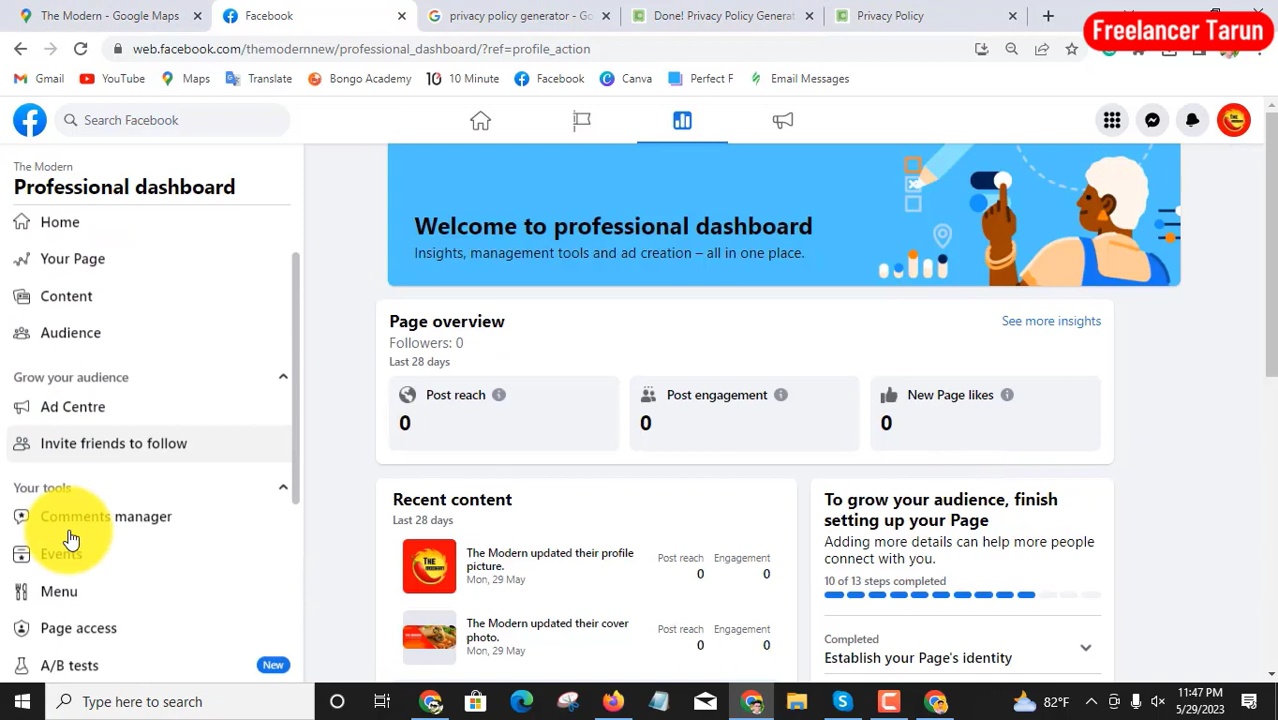 The Modern - Google Maps
Facebook
privacy policy generator - Go
Done! Privacy Policy Generat
Privacy Policy
Freelancer Tarun
web.facebook.com/themodernnew/professional_dashboard/?ref=profile_action
Gmail
YouTube
Maps
Translate
Bongo Academy
10 Minute
Facebook
Canva
Perfect F
Email Messages
Search Facebook
The Modern
Professional dashboard
Home
Your Page
Content
Audience
Grow your audience
Ad Centre
Invite friends to follow
Your tools
Comments manager
Events
Menu
Page access
A/B tests
New
Welcome to professional dashboard
Insights, management tools and ad creation – all in one place.
Page overview
See more insights
Followers: 0
Last 28 days
Post reach
0
Post engagement
0
New Page likes
0
Recent content
Last 28 days
The Modern updated their profile
picture.
Mon, 29 May
Post reach
0
Engagement
0
The Modern updated their cover
photo.
Mon, 29 May
Post reach
0
Engagement
0
To grow your audience, finish
setting up your Page
Adding more details can help more people
connect with you.
10 of 13 steps completed
Completed
Establish your Page's identity
Type here to search
82°F
11:47 PM
5/29/2023